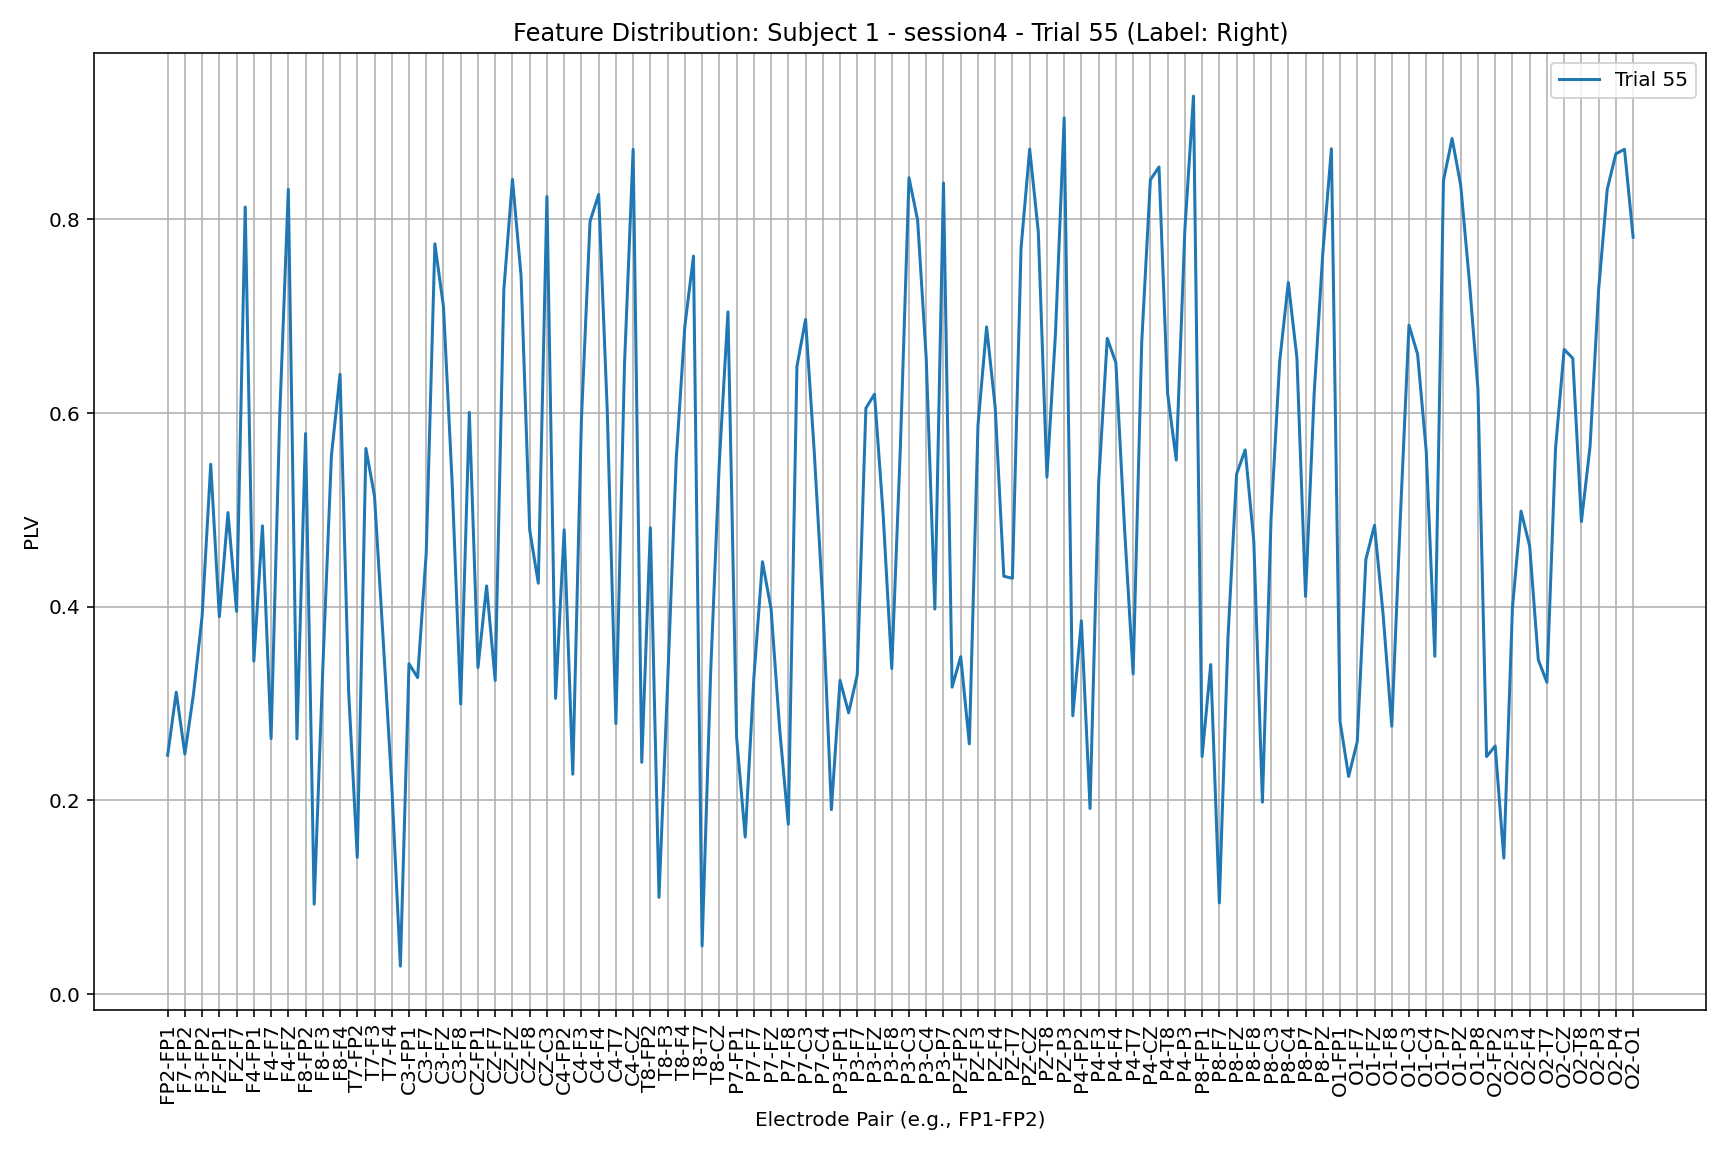 Feature Distribution: Subject 1 - session4 - Trial 55 (Label: Right)
Trial 55
PLV
0.8
0.6
0.4
0.2
0.0
FP2-FP1
F7-FP2
F3-FP2
FZ-FP1
FZ-F7
F4-FP1
F4-F7
F4-FZ
F8-FP2
F8-F3
F8-F4
T7-FP2
T7-F3
T7-F4
C3-FP1
C3-F7
C3-FZ
C3-F8
CZ-FP1
CZ-F7
CZ-FZ
CZ-F8
CZ-C3
C4-FP2
C4-F3
C4-F4
C4-T7
C4-CZ
T8-FP2
T8-F3
T8-F4
T8-T7
T8-CZ
P7-FP1
P7-F7
P7-FZ
P7-F8
P7-C3
P7-C4
P3-FP1
P3-F7
P3-FZ
P3-F8
P3-C3
P3-C4
P3-P7
PZ-FP2
PZ-F3
PZ-F4
PZ-T7
PZ-CZ
PZ-T8
PZ-P3
P4-FP2
P4-F3
P4-F4
P4-T7
P4-CZ
P4-T8
P4-P3
P8-FP1
P8-F7
P8-FZ
P8-F8
P8-C3
P8-C4
P8-P7
P8-PZ
O1-FP1
O1-F7
O1-FZ
O1-F8
O1-C3
O1-C4
O1-P7
O1-PZ
O1-P8
O2-FP2
O2-F3
O2-F4
O2-T7
O2-CZ
O2-T8
O2-P3
O2-P4
O2-O1
Electrode Pair (e.g., FP1-FP2)